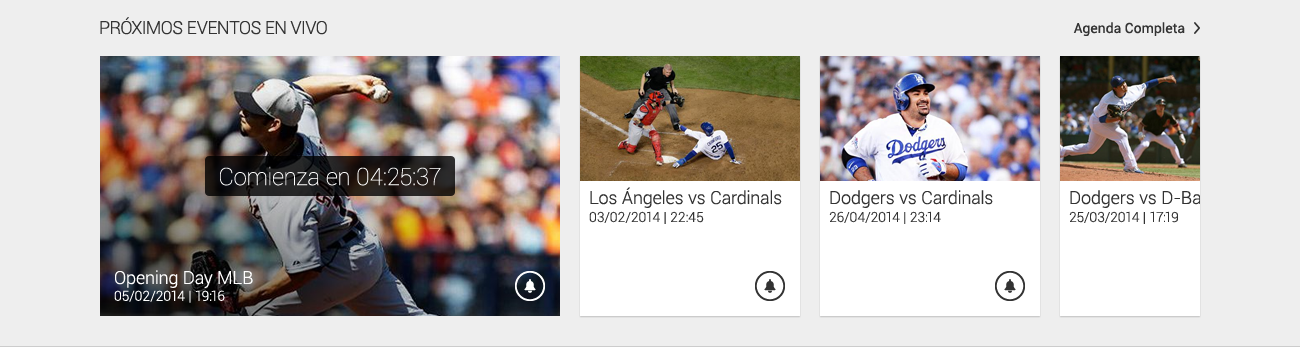 PRÓXIMOS EVENTOS EN VIVO
Agenda Completa
Comienza en 04:25:37
Opening Day MLB
05/02/2014 | 19:16
Dodgers
Los Ángeles vs Cardinals
03/02/2014 | 22:45
Dodgers vs Cardinals
26/04/2014 | 23:14
Dodgers vs D-Ba
25/03/2014 | 17:19